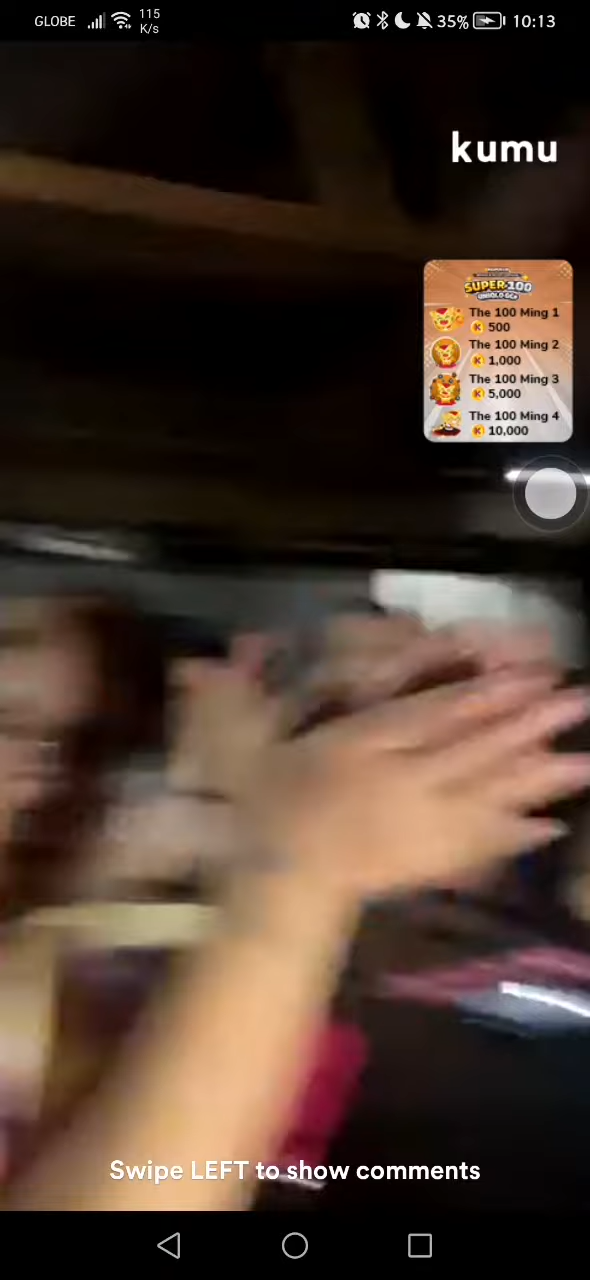 GLOBE 115 K/s 35% 10:13
kumu
SUPER 100
The 100 Ming 1
500
The 100 Ming 2
1,000
The 100 Ming 3
5,000
The 100 Ming 4
10,000
Swipe LEFT to show comments